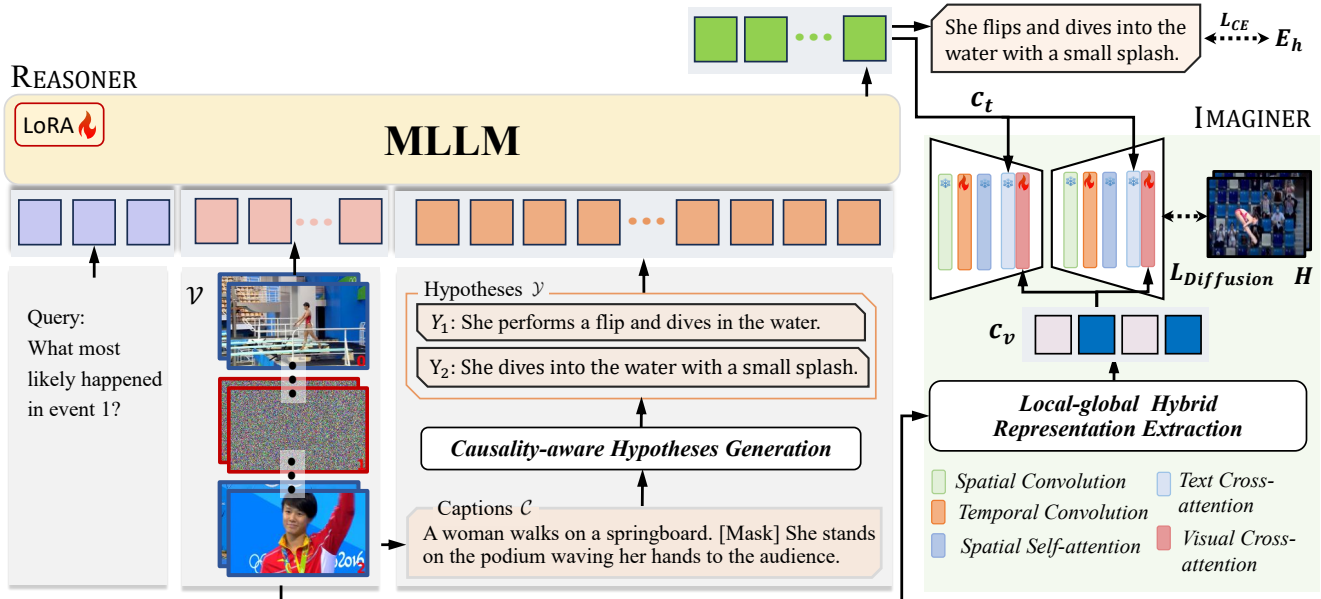 REASONER
LoRA
MLLM
She flips and dives into the
water with a small splash.
L_CE
E_h
c_t
IMAGINER
Query:
What most
likely happened
in event 1?
𝒱
0
1
2
2016
Hypotheses 𝒴
Y₁: She performs a flip and dives in the water.
Y₂: She dives into the water with a small splash.
Causality-aware Hypotheses Generation
Captions 𝒞
A woman walks on a springboard. [Mask] She stands
on the podium waving her hands to the audience.
L_Diffusion
H
c_v
Local-global Hybrid
Representation Extraction
Spatial Convolution
Temporal Convolution
Spatial Self-attention
Text Cross-
attention
Visual Cross-
attention